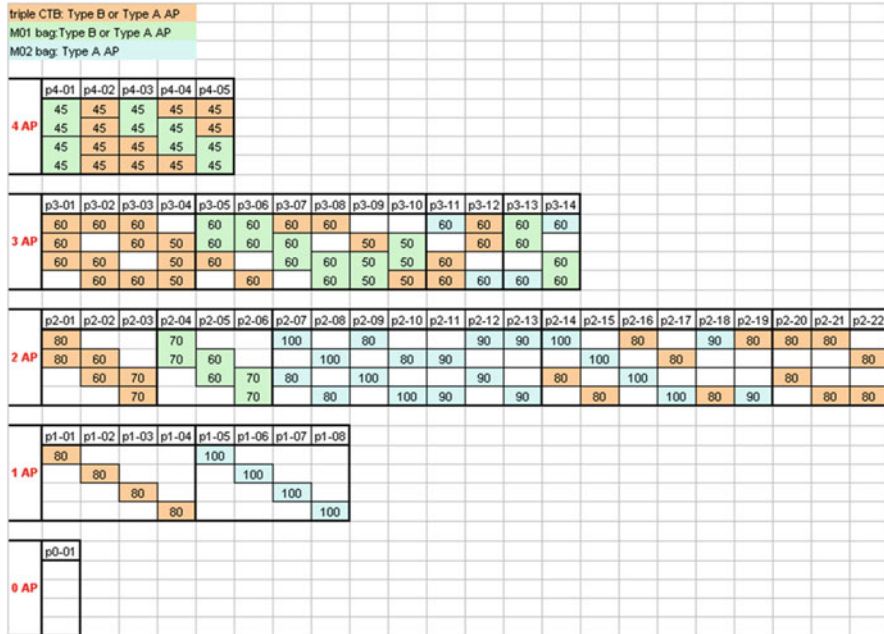 triple CTB: Type B or Type A AP
M01 bag:Type B or Type A AP
M02 bag: Type A AP
p4-01 p4-02 p4-03 p4-04 p4-05
45 45 45 45 45
4 AP 45 45 45 45 45
45 45 45 45 45
45 45 45 45 45
p3-01 p3-02 p3-03 p3-04 p3-05 p3-06 p3-07 p3-08 p3-09 p3-10 p3-11 p3-12 p3-13 p3-14
60 60 60 60 60 60 60 60 60 60 60
3 AP 60 60 50 60 60 60 50 50 60 60
60 60 50 60 60 60 50 50 60 60
60 60 50 60 60 50 50 60 60 60 60
p2-01 p2-02 p2-03 p2-04 p2-05 p2-06 p2-07 p2-08 p2-09 p2-10 p2-11 p2-12 p2-13 p2-14 p2-15 p2-16 p2-17 p2-18 p2-19 p2-20 p2-21 p2-22
80 70 100 80 90 90 100 80 90 80 80 80
2 AP 80 60 70 60 100 80 90 100 80 80
60 70 60 70 80 100 90 80 100 80
70 70 80 100 90 90 80 100 80 90 80 80
p1-01 p1-02 p1-03 p1-04 p1-05 p1-06 p1-07 p1-08
80 100
1 AP 80 100
80 100
80 100
p0-01
0 AP